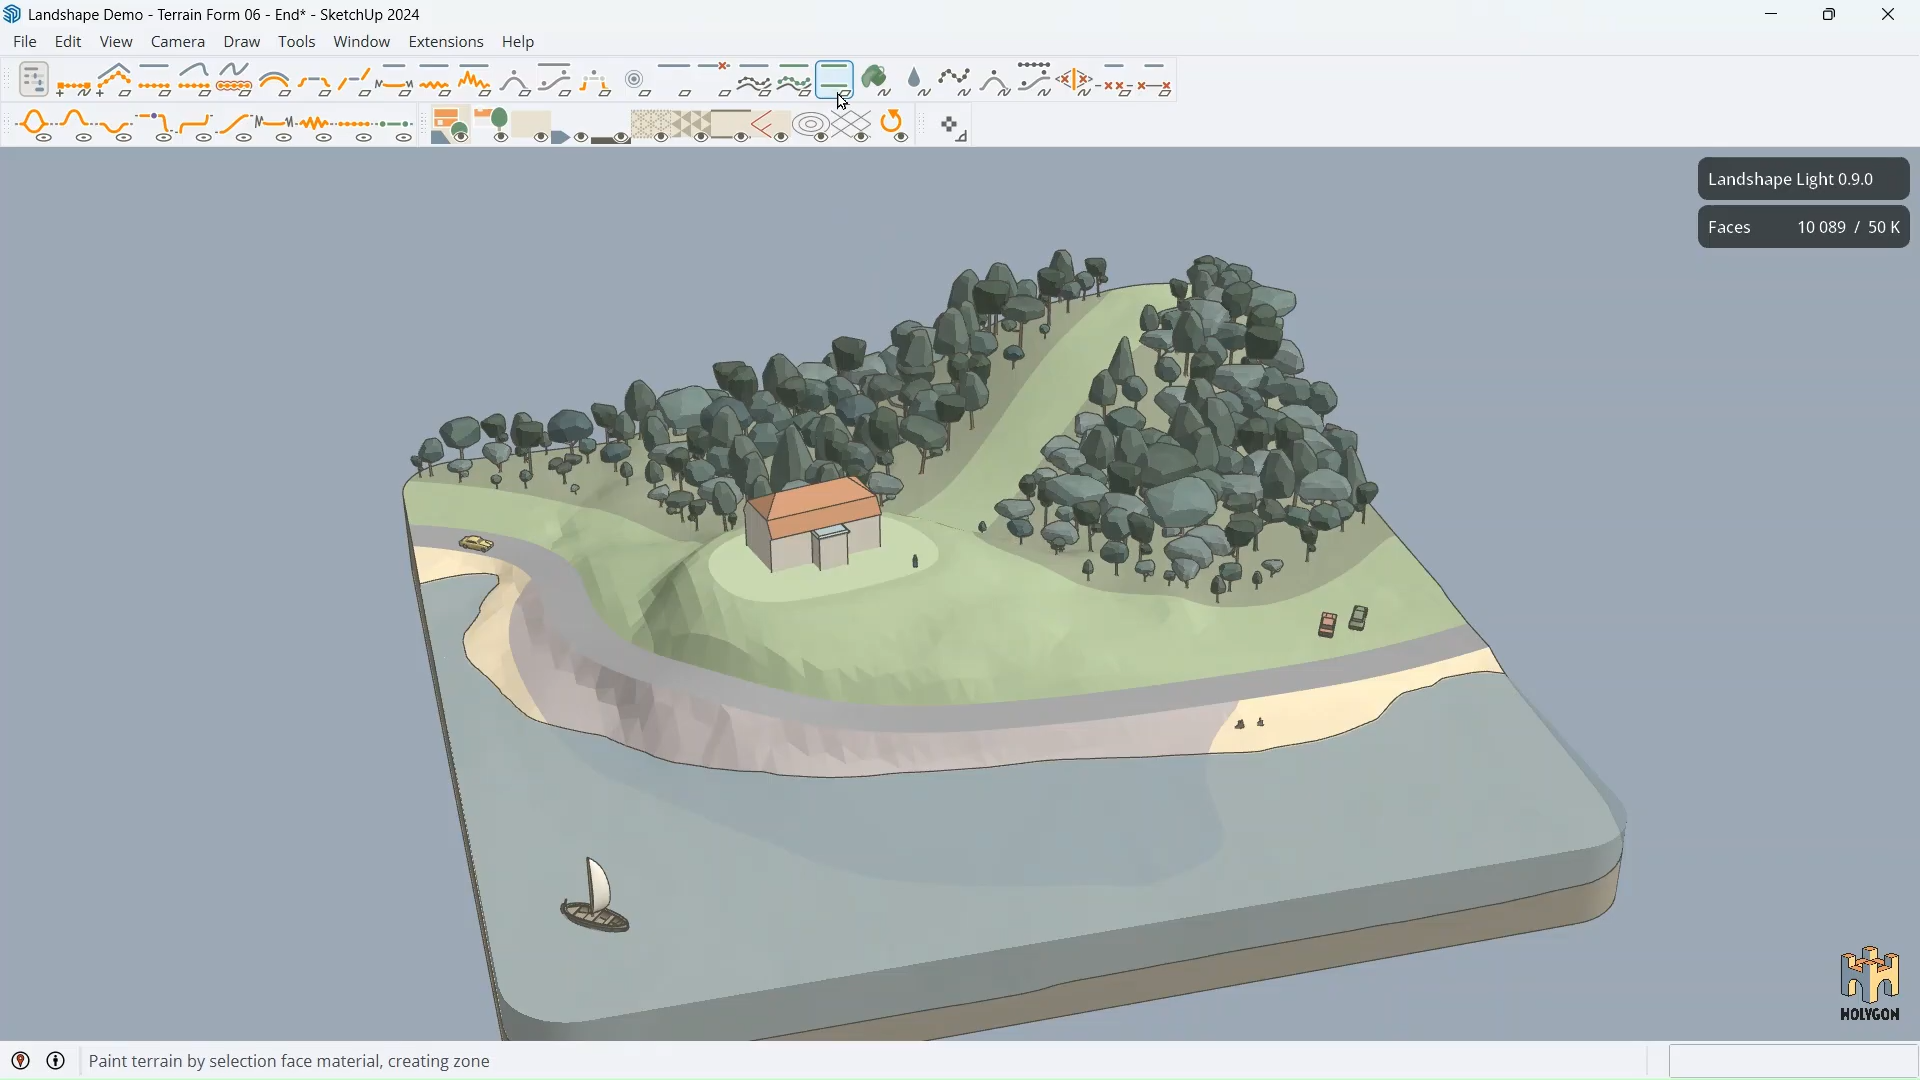 Landshape Demo - Terrain Form 06 - End* - SketchUp 2024
File Edit View Camera Draw Tools Window Extensions Help
Landshape Light 0.9.0
Faces 10 089 / 50 K
HOLYGON
Paint terrain by selection face material, creating zone